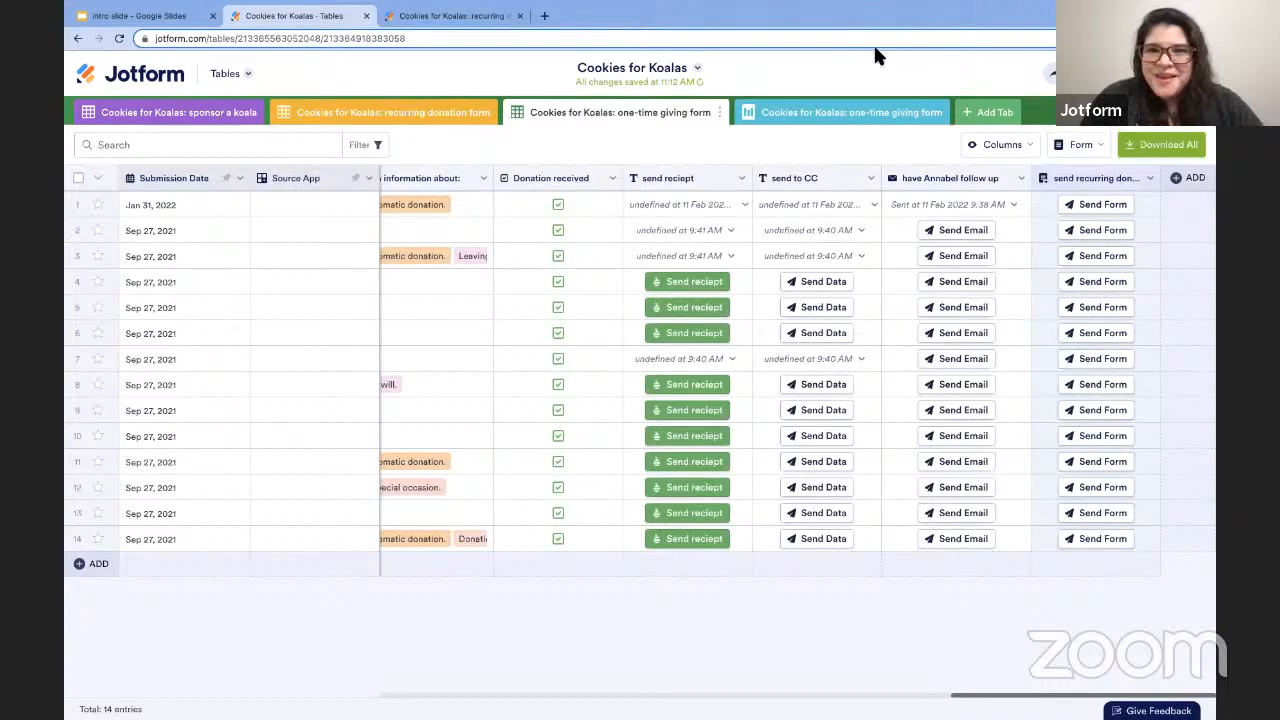 intro slide - Google Slides
Cookies for Koalas - Tables
Cookies for Koalas: recurring d
jotform.com/tables/213365563052048/213364918383058
Jotform
Tables
Cookies for Koalas
All changes saved at 11:12 AM
Jotform
Cookies for Koalas: sponsor a koala
Cookies for Koalas: recurring donation form
Cookies for Koalas: one-time giving form
Cookies for Koalas: one-time giving form
Add Tab
Search
Filter
Columns
Form
Download All
Submission Date
Source App
information about:
Donation received
send reciept
send to CC
have Annabel follow up
send recurring don...
ADD
1 Jan 31, 2022 omatic donation. undefined at 11 Feb 202... undefined at 11 Feb 202... Sent at 11 Feb 2022 9:38 AM Send Form
2 Sep 27, 2021 undefined at 9:41 AM undefined at 9:40 AM Send Email Send Form
3 Sep 27, 2021 omatic donation. Leaving undefined at 9:41 AM undefined at 9:40 AM Send Email Send Form
4 Sep 27, 2021 Send reciept Send Data Send Email Send Form
5 Sep 27, 2021 Send reciept Send Data Send Email Send Form
6 Sep 27, 2021 Send reciept Send Data Send Email Send Form
7 Sep 27, 2021 undefined at 9:40 AM undefined at 9:40 AM Send Email Send Form
8 Sep 27, 2021 will. Send reciept Send Data Send Email Send Form
9 Sep 27, 2021 Send reciept Send Data Send Email Send Form
10 Sep 27, 2021 Send reciept Send Data Send Email Send Form
11 Sep 27, 2021 omatic donation. Send reciept Send Data Send Email Send Form
12 Sep 27, 2021 ecial occasion. Send reciept Send Data Send Email Send Form
13 Sep 27, 2021 Send reciept Send Data Send Email Send Form
14 Sep 27, 2021 omatic donation. Donati Send reciept Send Data Send Email Send Form
ADD
zoom
Total: 14 entries
Give Feedback